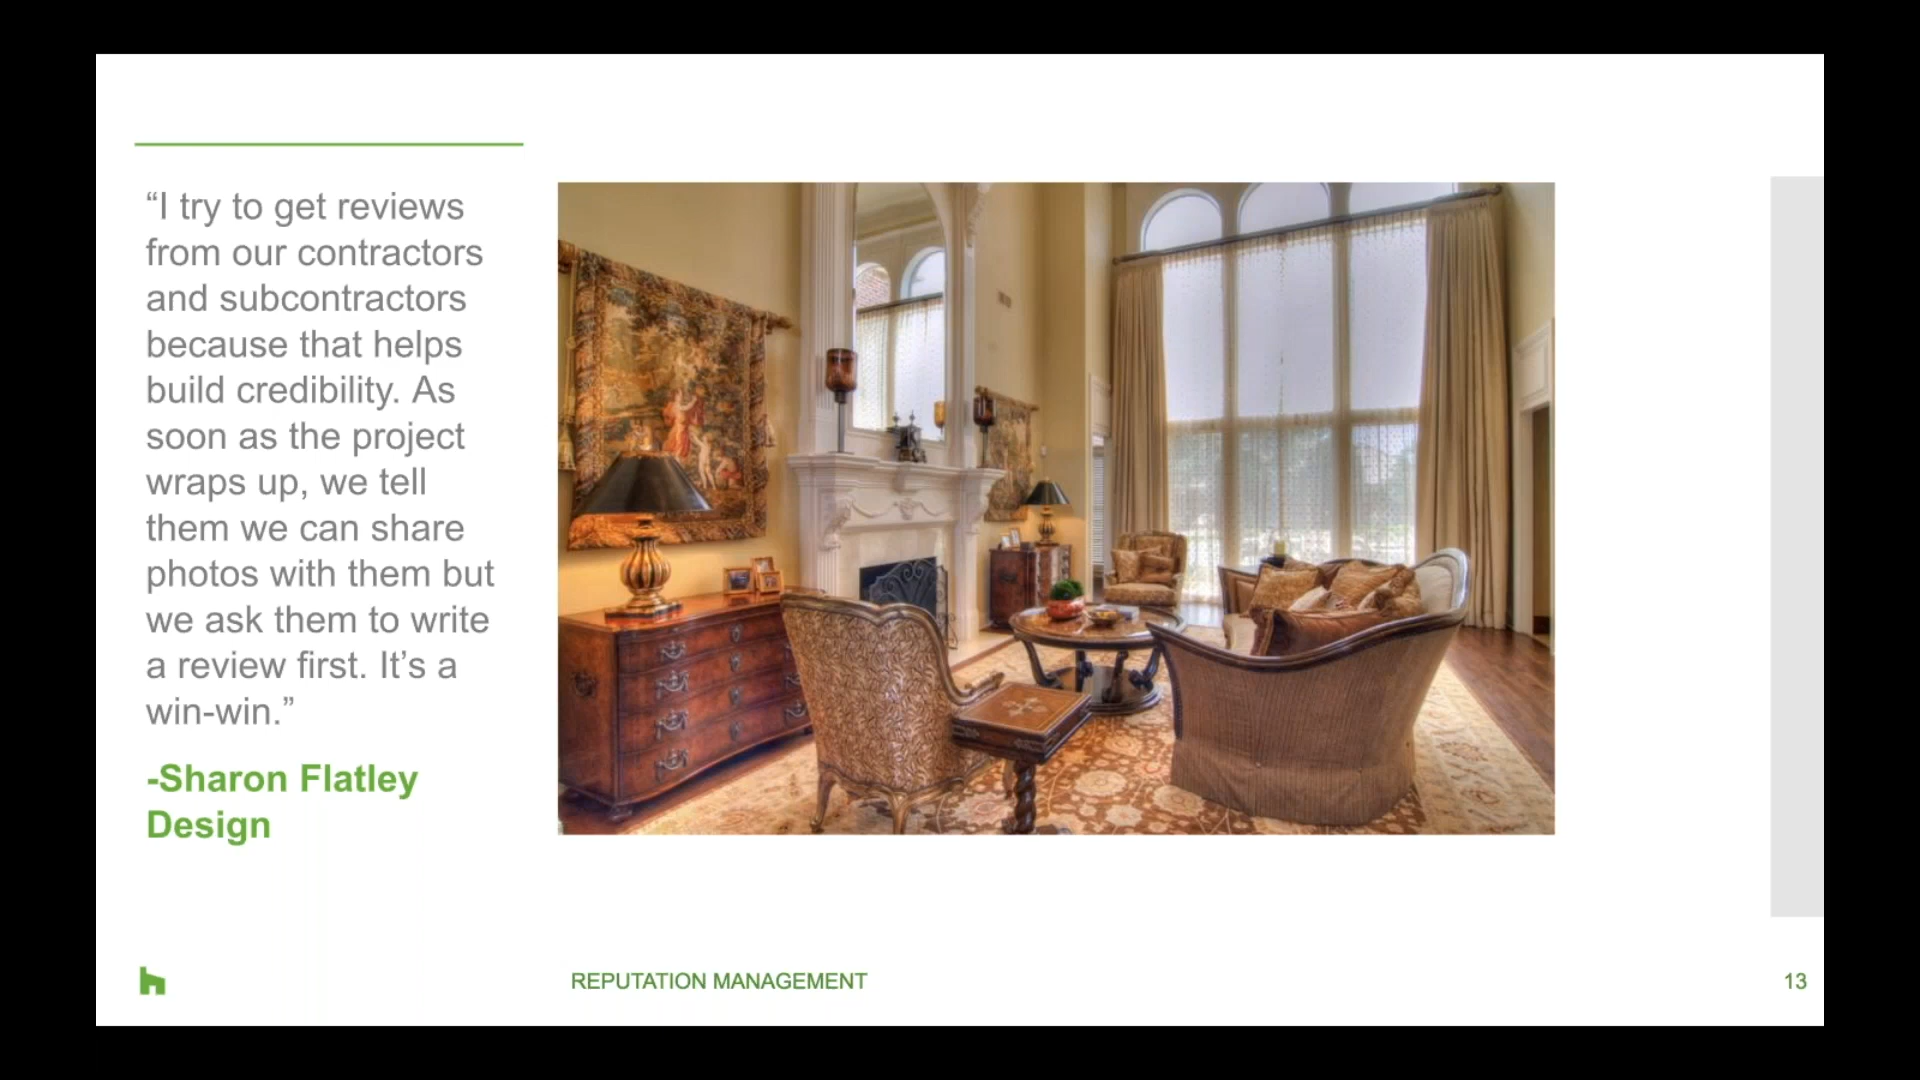 “I try to get reviews
from our contractors
and subcontractors
because that helps
build credibility. As
soon as the project
wraps up, we tell
them we can share
photos with them but
we ask them to write
a review first. It’s a
win-win.”
-Sharon Flatley
Design
REPUTATION MANAGEMENT
13